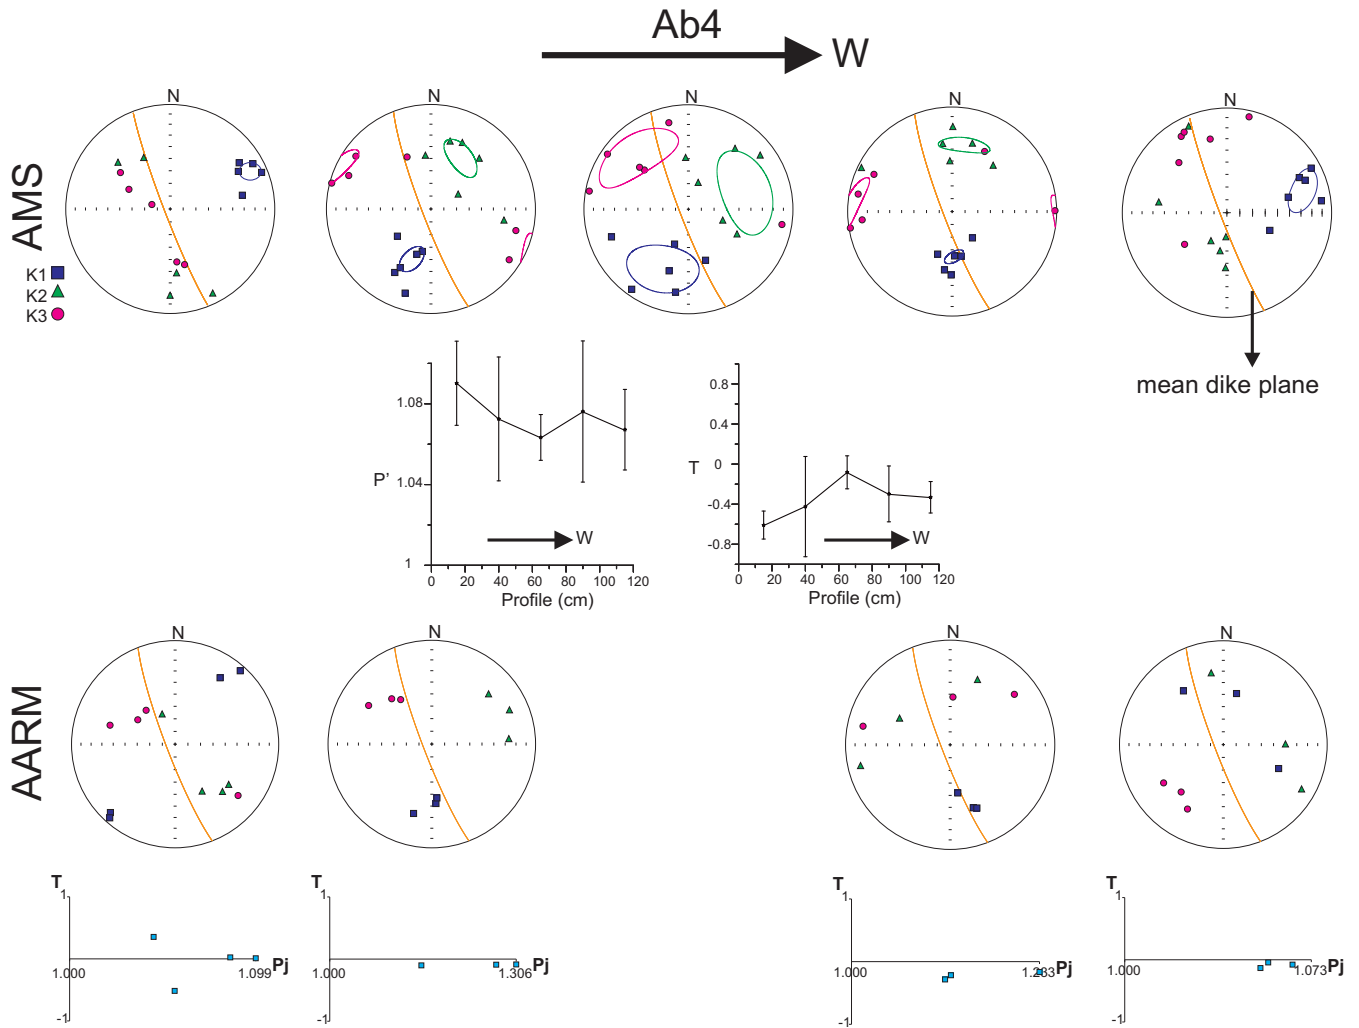 Ab4
W
N N N N N
AMS
K1
K2
K3
mean dike plane
1.08
1.04
1
P'
W
0 20 40 60 80 100 120
Profile (cm)
0.8
0.4
0
-0.4
-0.8
T
W
0 20 40 60 80 100 120
Profile (cm)
N N N N
AARM
T
1
1.000
1.099
Pj
-1
1
1.000
1.306
Pj
-1
T
1
1.000
1.283
Pj
-1
T
1
1.000
1.073
Pj
-1